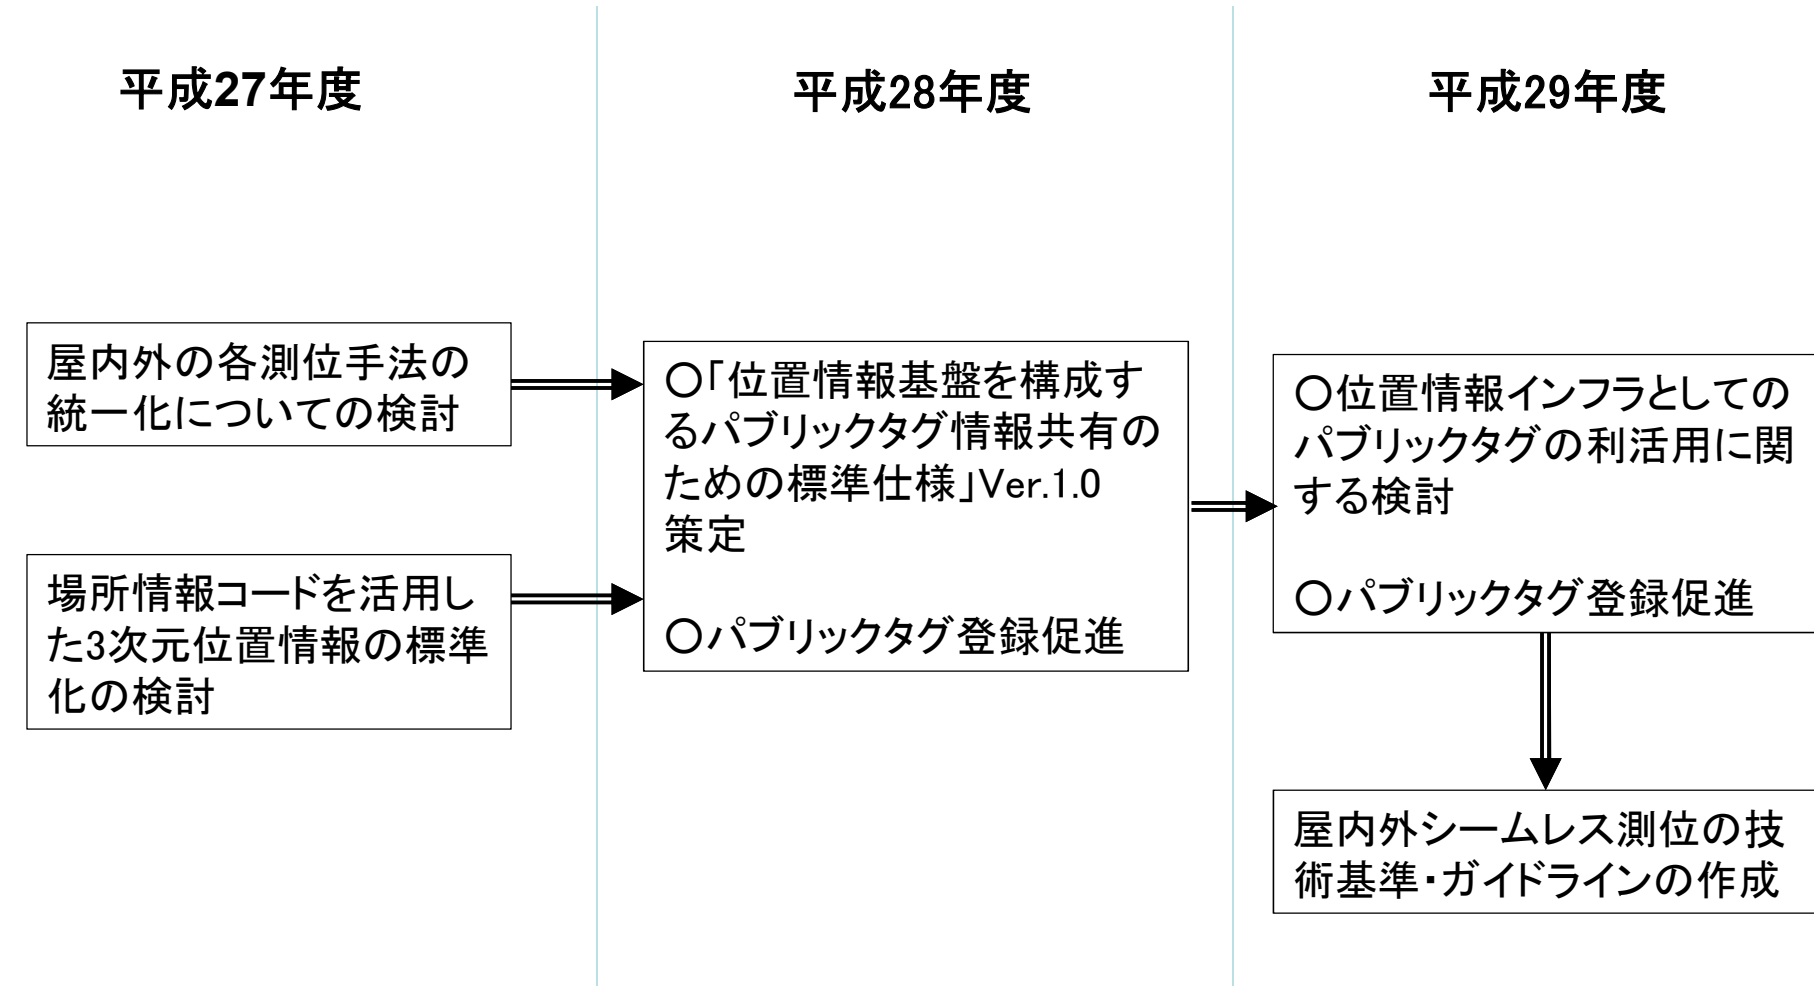 平成27年度
平成28年度
平成29年度
屋内外の各測位手法の
統一化についての検討
場所情報コードを活用し
た3次元位置情報の標準
化の検討
○「位置情報基盤を構成す
るパブリックタグ情報共有の
ための標準仕様」Ver.1.0
策定
○パブリックタグ登録促進
○位置情報インフラとしての
パブリックタグの利活用に関
する検討
○パブリックタグ登録促進
屋内外シームレス測位の技
術基準・ガイドラインの作成